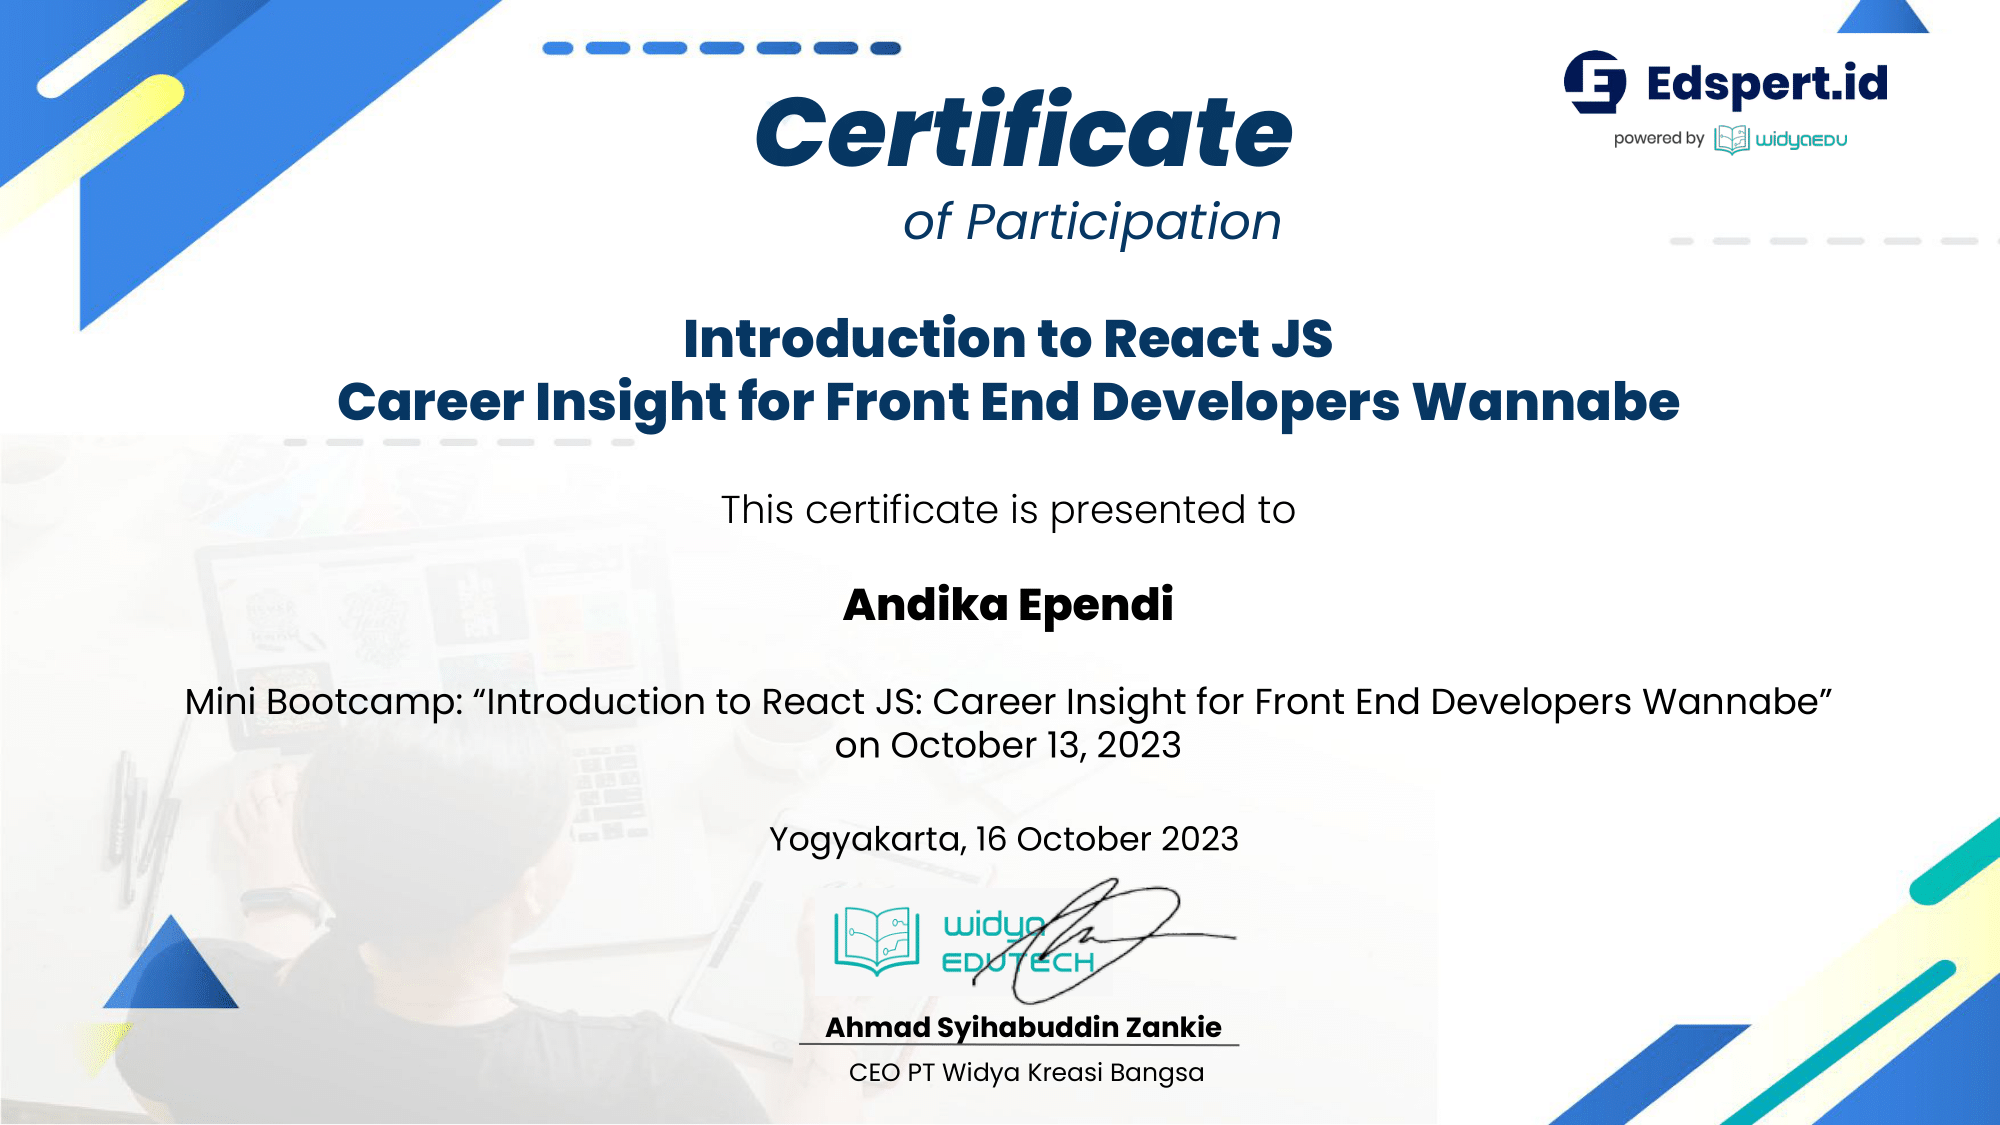 Certificate
of Participation
Edspert.id
powered by widyaEDU
Introduction to React JS
Career Insight for Front End Developers Wannabe
This certificate is presented to
Andika Ependi
Mini Bootcamp: “Introduction to React JS: Career Insight for Front End Developers Wannabe”
on October 13, 2023
Yogyakarta, 16 October 2023
widya
EDUTECH
Ahmad Syihabuddin Zankie
CEO PT Widya Kreasi Bangsa